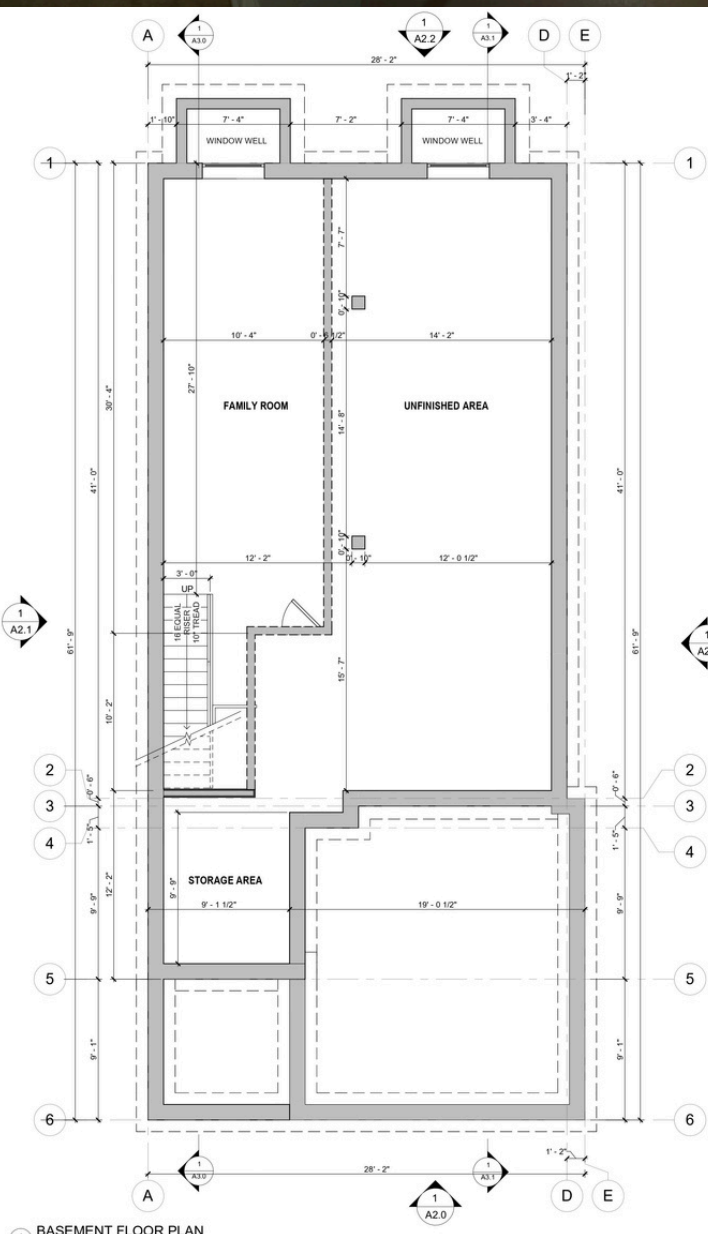 A
1
A3.0
1
A2.2
1
A3.1
D
E
28' - 2"
1' - 2"
1' - 10"
7' - 4"
7' - 2"
7' - 4"
3' - 4"
WINDOW WELL
WINDOW WELL
1
1
7' - 7"
0' - 10"
10' - 4"
14' - 2"
27' - 10"
30' - 4"
FAMILY ROOM
UNFINISHED AREA
14' - 8"
41' - 0"
41' - 0"
0' - 10"
12' - 2"
0' - 10"
12' - 0 1/2"
3' - 0"
UP
16 EQUAL
RISER
10" TREAD
1
A2.1
61' - 9"
61' - 9"
1
15' - 7"
10' - 2"
2
0' - 6"
0' - 6"
2
3
3
4
1' - 5"
1' - 5"
4
12' - 2"
STORAGE AREA
9' - 9"
9' - 9"
9' - 9"
9' - 1 1/2"
19' - 0 1/2"
5
5
9' - 1"
9' - 1"
6
6
1' - 2"
1
A3.0
28' - 2"
1
A3.1
A
1
A2.0
D
E
BASEMENT FLOOR PLAN